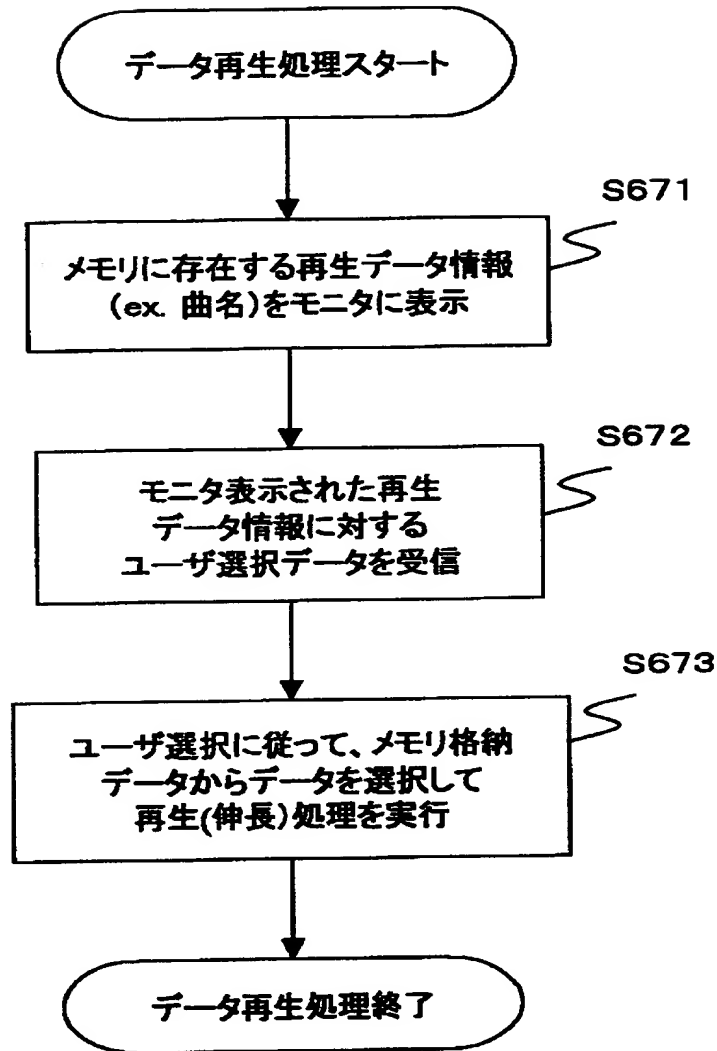 データ再生処理スタート
S671
メモリに存在する再生データ情報
(ex. 曲名)をモニタに表示
S672
モニタ表示された再生
データ情報に対する
ユーザ選択データを受信
S673
ユーザ選択に従って、メモリ格納
データからデータを選択して
再生(伸長)処理を実行
データ再生処理終了